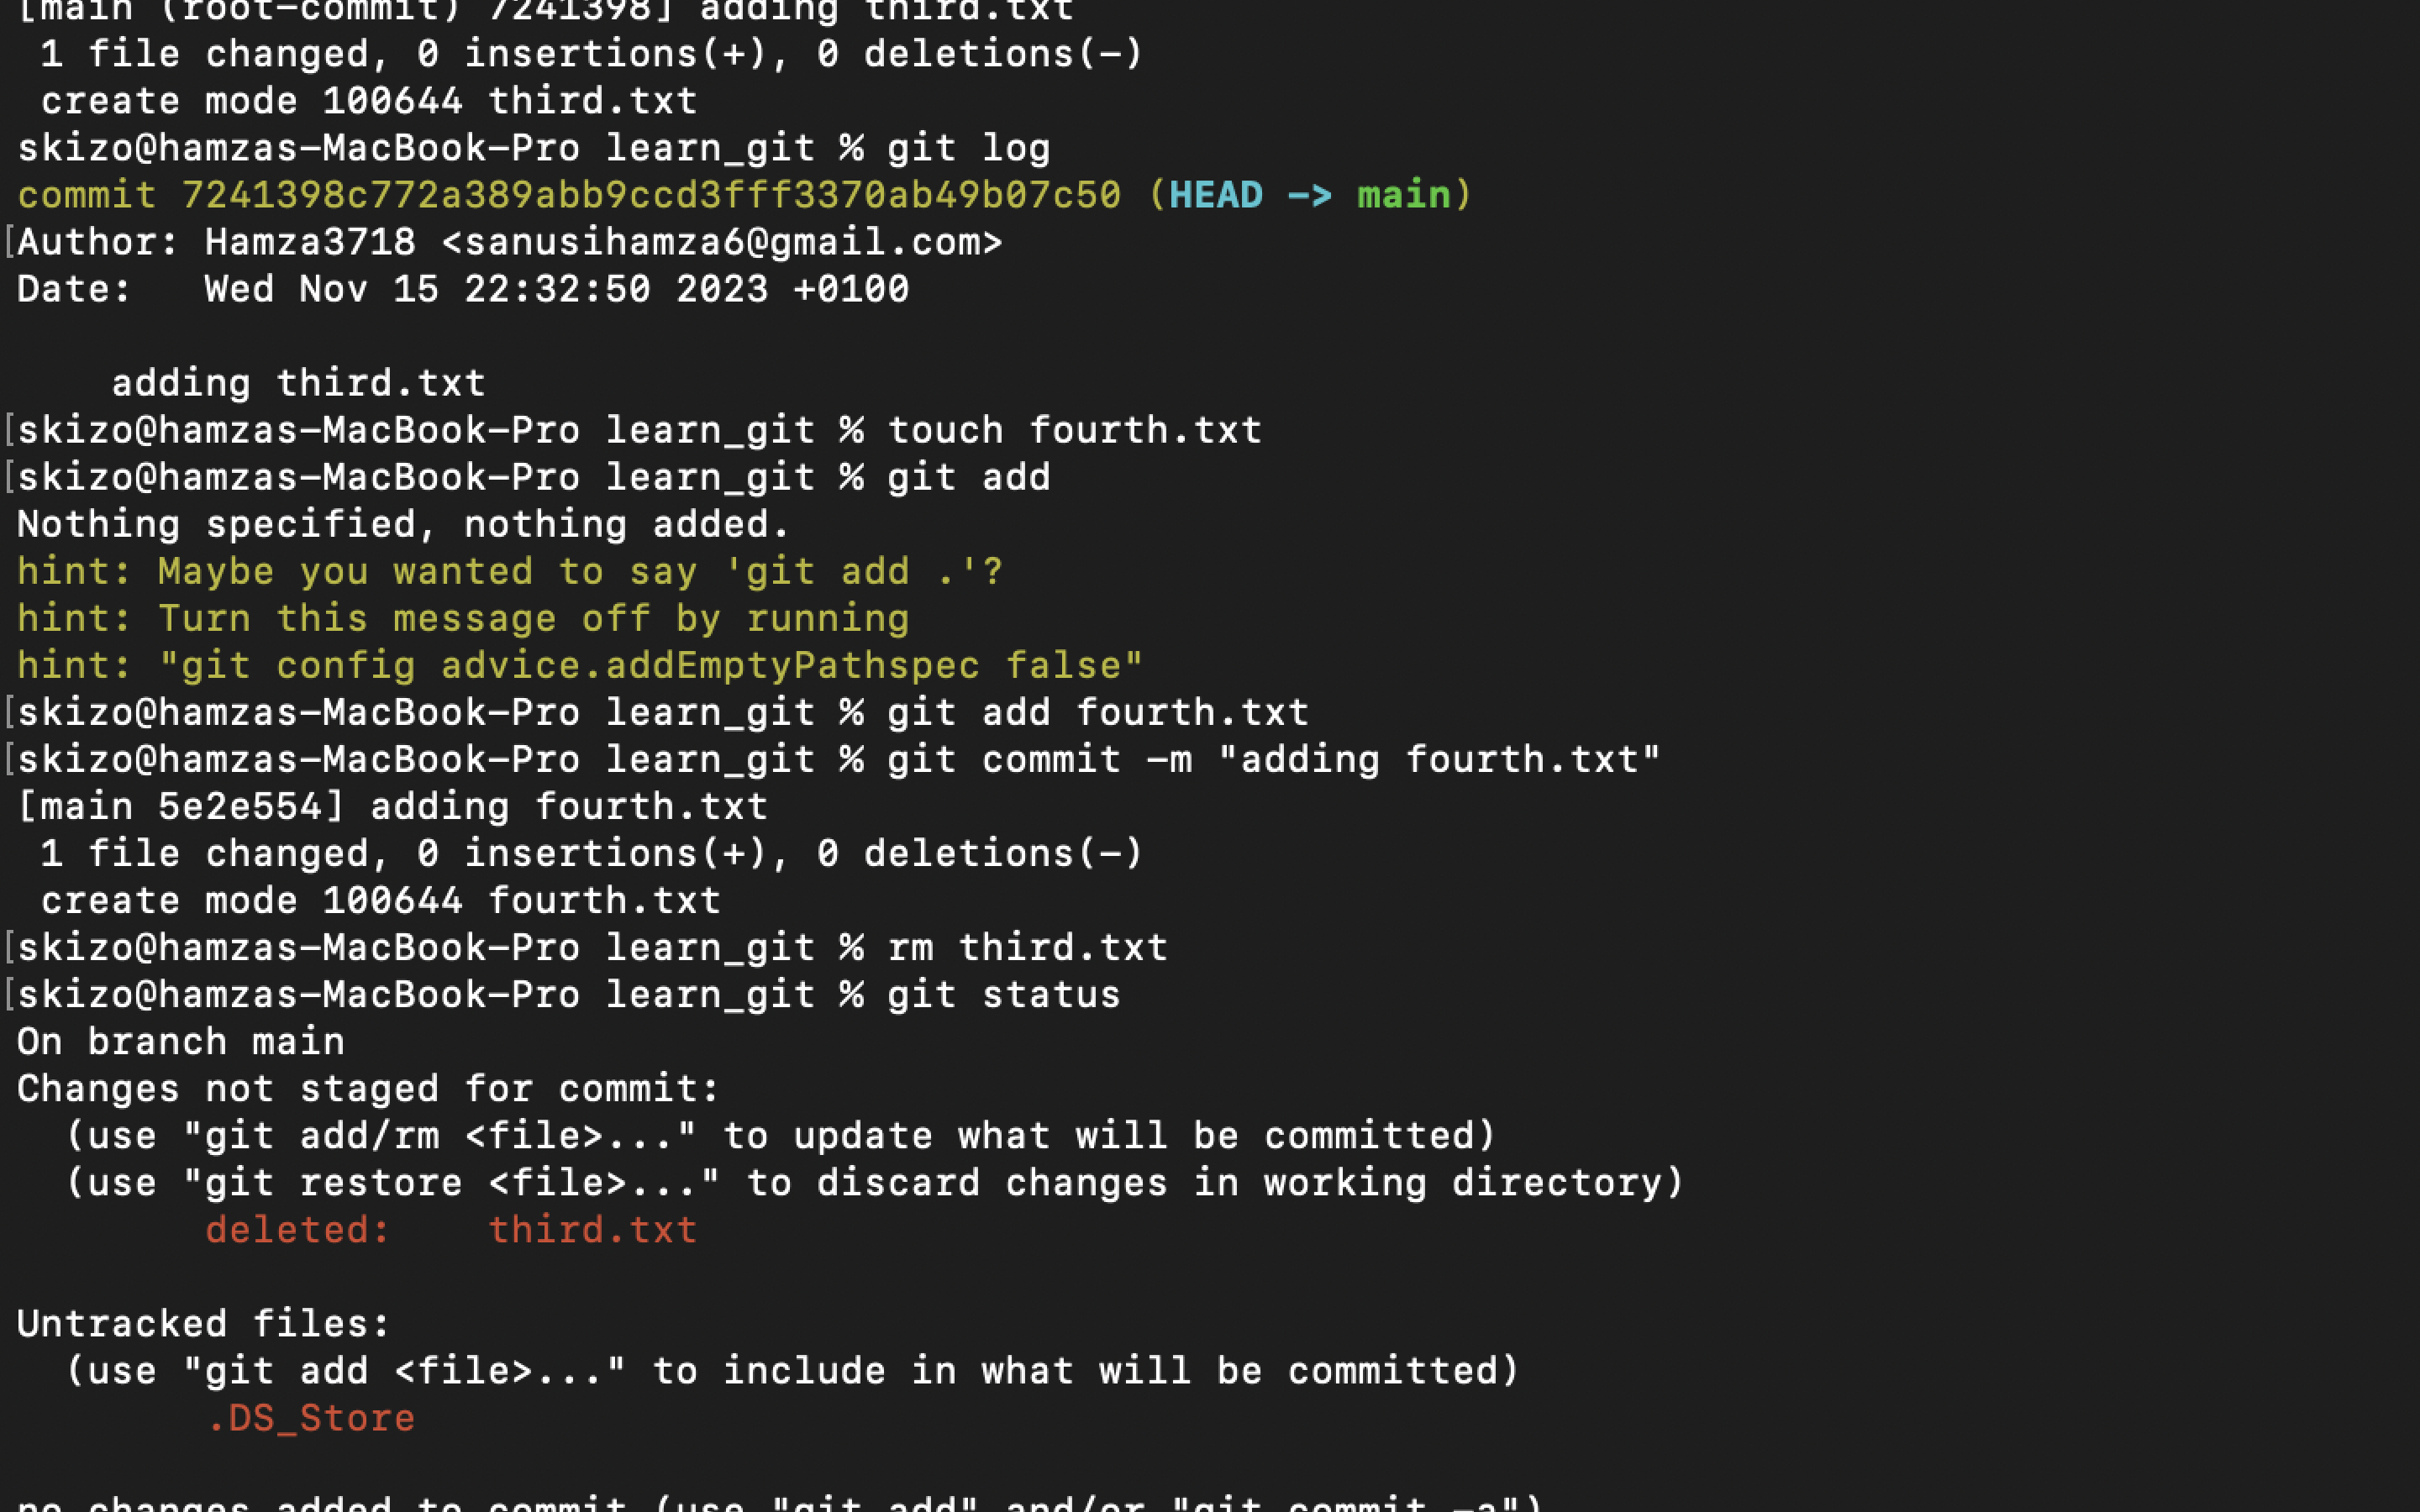 [main (root-commit) 7241398] adding third.txt
 1 file changed, 0 insertions(+), 0 deletions(-)
 create mode 100644 third.txt
skizo@hamzas-MacBook-Pro learn_git % git log
commit 7241398c772a389abb9ccd3fff3370ab49b07c50 (HEAD -> main)
[Author: Hamza3718 <sanusihamza6@gmail.com>
Date:   Wed Nov 15 22:32:50 2023 +0100
    adding third.txt
[skizo@hamzas-MacBook-Pro learn_git % touch fourth.txt
[skizo@hamzas-MacBook-Pro learn_git % git add
Nothing specified, nothing added.
hint: Maybe you wanted to say 'git add .'?
hint: Turn this message off by running
hint: "git config advice.addEmptyPathspec false"
[skizo@hamzas-MacBook-Pro learn_git % git add fourth.txt
[skizo@hamzas-MacBook-Pro learn_git % git commit -m "adding fourth.txt"
[main 5e2e554] adding fourth.txt
 1 file changed, 0 insertions(+), 0 deletions(-)
 create mode 100644 fourth.txt
[skizo@hamzas-MacBook-Pro learn_git % rm third.txt
[skizo@hamzas-MacBook-Pro learn_git % git status
On branch main
Changes not staged for commit:
  (use "git add/rm <file>..." to update what will be committed)
  (use "git restore <file>..." to discard changes in working directory)
        deleted:    third.txt
Untracked files:
  (use "git add <file>..." to include in what will be committed)
        .DS_Store
no changes added to commit (use "git add" and/or "git commit -a")